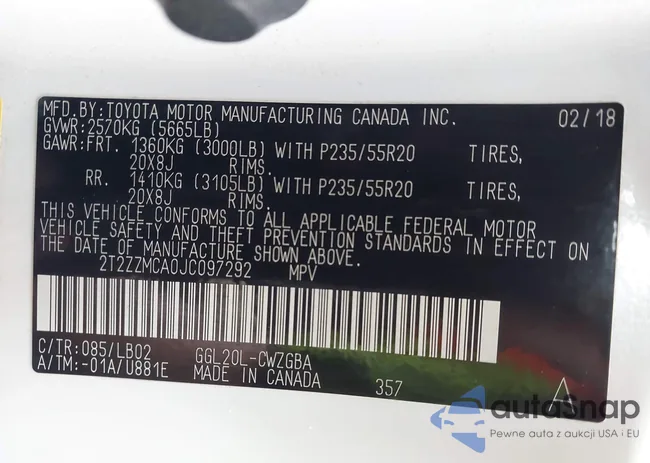 MFD.BY:TOYOTA MOTOR MANUFACTURING CANADA INC. 02/18
GVWR:2570KG (5665LB)
GAWR:FRT. 1360KG (3000LB) WITH P235/55R20 TIRES,
20X8J RIMS.
RR. 1410KG (3105LB) WITH P235/55R20 TIRES,
20X8J RIMS.
THIS VEHICLE CONFORMS TO ALL APPLICABLE FEDERAL MOTOR
VEHICLE SAFETY AND THEFT PREVENTION STANDARDS IN EFFECT ON
THE DATE OF MANUFACTURE SHOWN ABOVE.
2T2ZZMCA0JC097292 MPV
C/TR:085/LB02 GGL20L-CWZGBA
A/TM:-01A/U881E MADE IN CANADA 357
autoSnap
Pewne auta z aukcji USA i EU